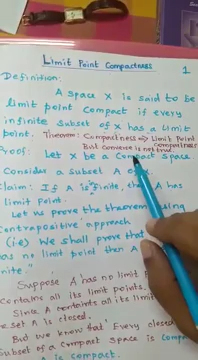 Limit Point Compactness 1
Definition:
A space X is said to be
limit point compact if every
infinite subset of X has a limit
point. Theorem: Compactness ⇒ Limit Point
Compactness
But converse is not true.
Proof: Let X be a Compact space
Consider a subset A of
Claim: If A is finite, then A has
limit point.
Let us prove the theorem using
contrapositive approach
(ie) We shall prove that
has no limit point then A
nite."
Suppose A has no limit p
Contains all its limit points.
Since A contains all its limit
set A is closed.
But we know that Every closed
Subset of a Compact space is comp
A is compact.